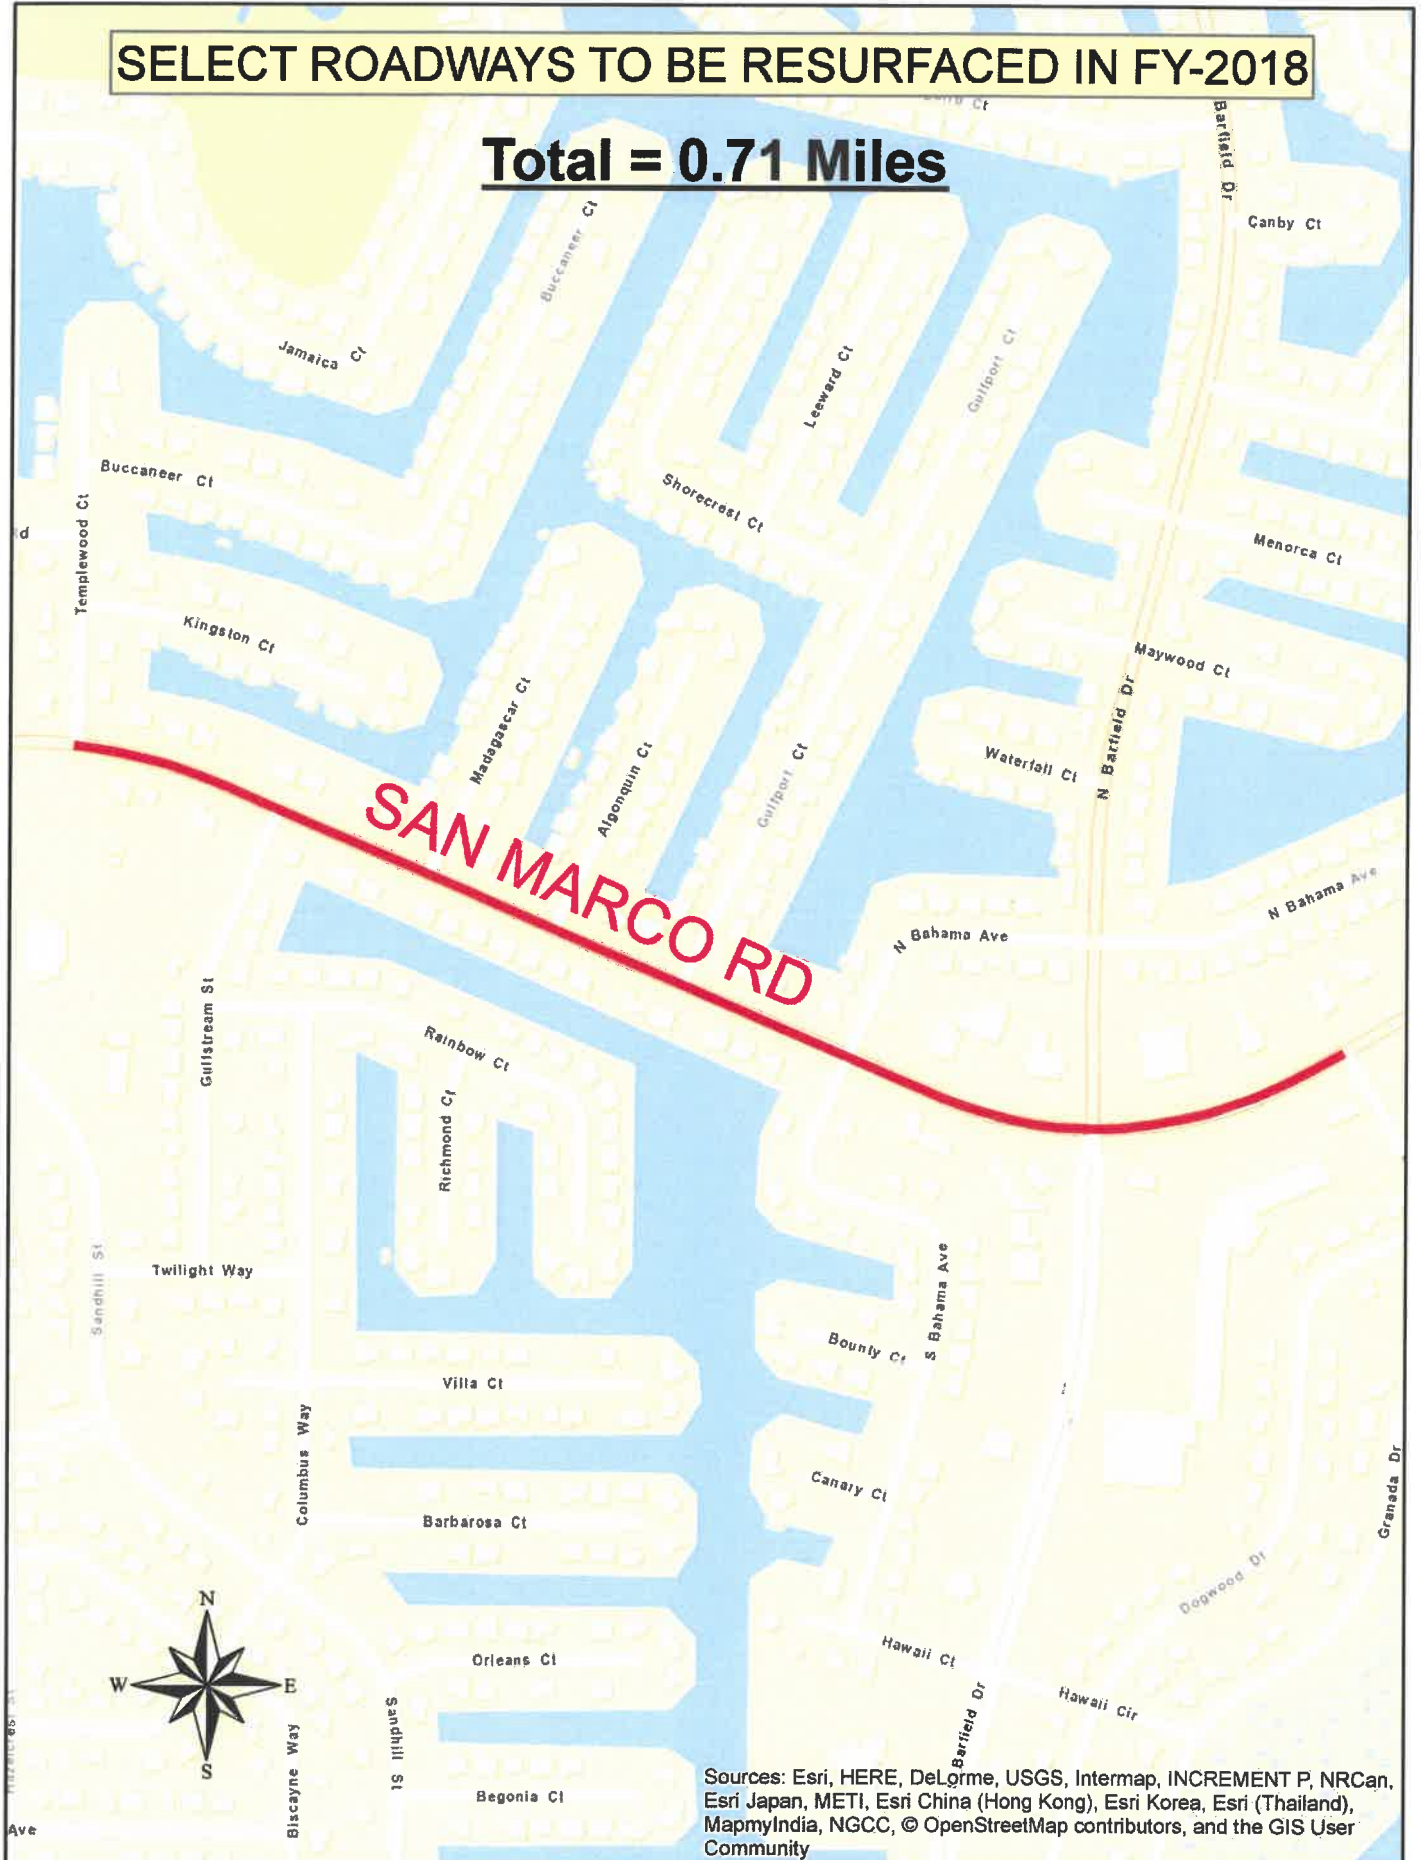 SELECT ROADWAYS TO BE RESURFACED IN FY-2018
Ct
Total = 0.71 Miles
Barfield Dr
Canby Ct
Buccaneer Ct
Jamaica Ct
Leeward Ct
Gulfport Ct
Buccaneer Ct
Shorecrest Ct
Templewood Ct
Menorca Ct
Kingston Ct
Maywood Ct
Madagascar Ct
N Barfield Dr
Waterfall Ct
Algonquin Ct
Gulfport Ct
SAN MARCO RD
N Bahama Ave
N Bahama Ave
Gulfstream St
Rainbow Ct
Richmond Ct
Sandhill St
Twilight Way
S Bahama Ave
Bounty Ct
Villa Ct
Columbus Way
Canary Ct
Granada Dr
Barbarosa Ct
Dogwood Dr
N
W
E
S
Orleans Ct
Hawaii Ct
Hawaii Cir
Barfield Dr
Sandhill St
Biscayne Way
Begonia Ct
Ave
Sources: Esri, HERE, DeLorme, USGS, Intermap, INCREMENT P, NRCan,
Esri Japan, METI, Esri China (Hong Kong), Esri Korea, Esri (Thailand),
MapmyIndia, NGCC, © OpenStreetMap contributors, and the GIS User
Community